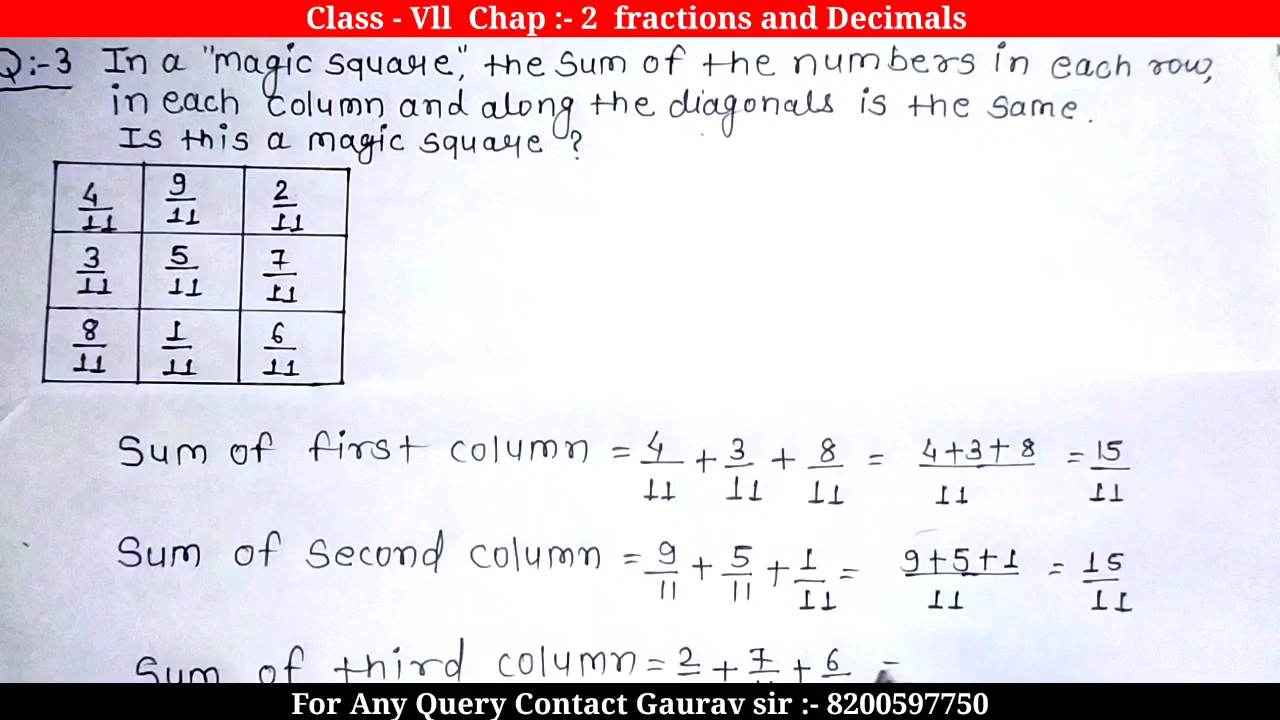 Class - Vll Chap :- 2 fractions and Decimals
Q:-3 In a "magic square," the sum of the numbers in each row,
in each column and along the diagonals is the same.
Is this a magic square ?
4/11 9/11 2/11
3/11 5/11 7/11
8/11 1/11 6/11
Sum of first column = 4/11 + 3/11 + 8/11 = 4+3+8/11 = 15/11
Sum of second column = 9/11 + 5/11 + 1/11 = 9+5+1/11 = 15/11
Sum of third column = 2 + 7 + 6 =
For Any Query Contact Gaurav sir :- 8200597750